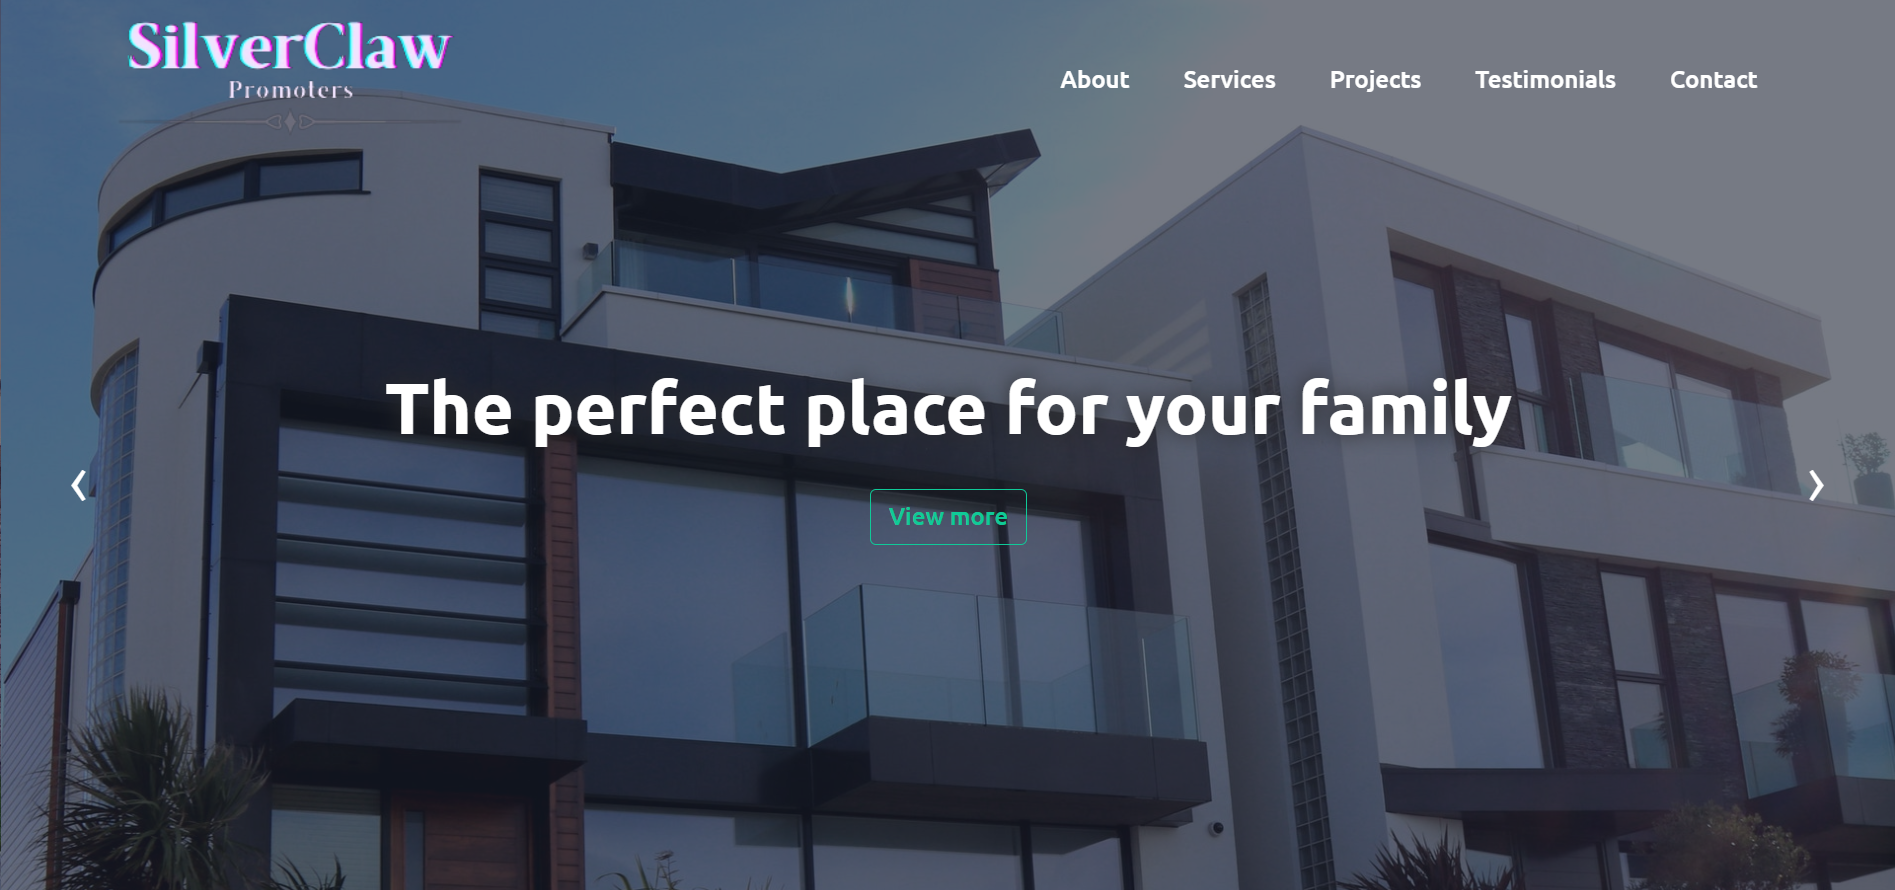 SilverClaw
Promoters
About Services Projects Testimonials Contact
The perfect place for your family
View more